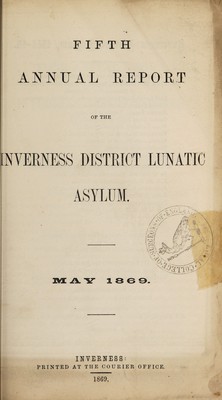 FIFTH
ANNUAL REPORT
OF THE
INVERNESS DISTRICT LUNATIC
ASYLUM.
MAY 1869.
INVERNESS:
PRINTED AT THE COURIER OFFICE.
1869.